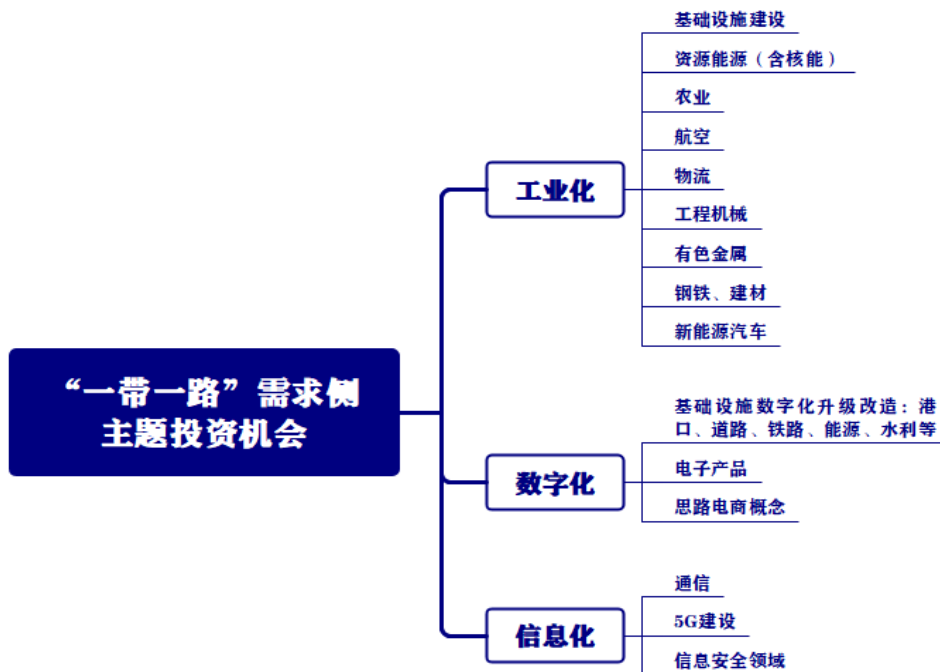 “一带一路”需求侧
主题投资机会
工业化
基础设施建设
资源能源（含核能）
农业
航空
物流
工程机械
有色金属
钢铁、建材
新能源汽车
数字化
基础设施数字化升级改造：港
口、道路、铁路、能源、水利等
电子产品
思路电商概念
信息化
通信
5G建设
信息安全领域